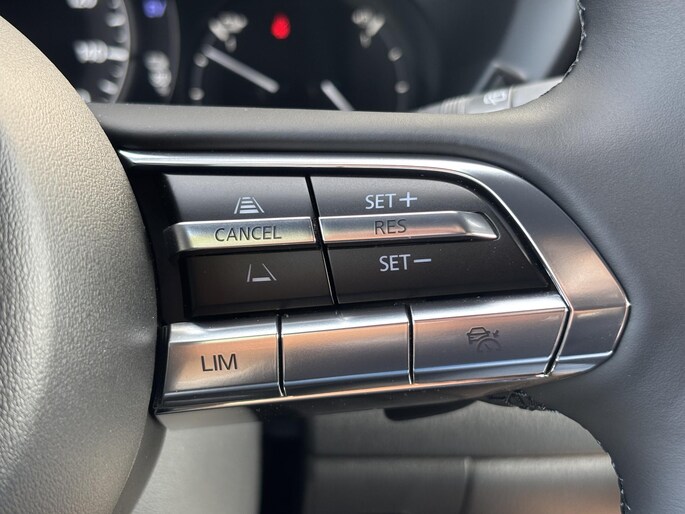 SET+
CANCEL
RES
SET-
LIM